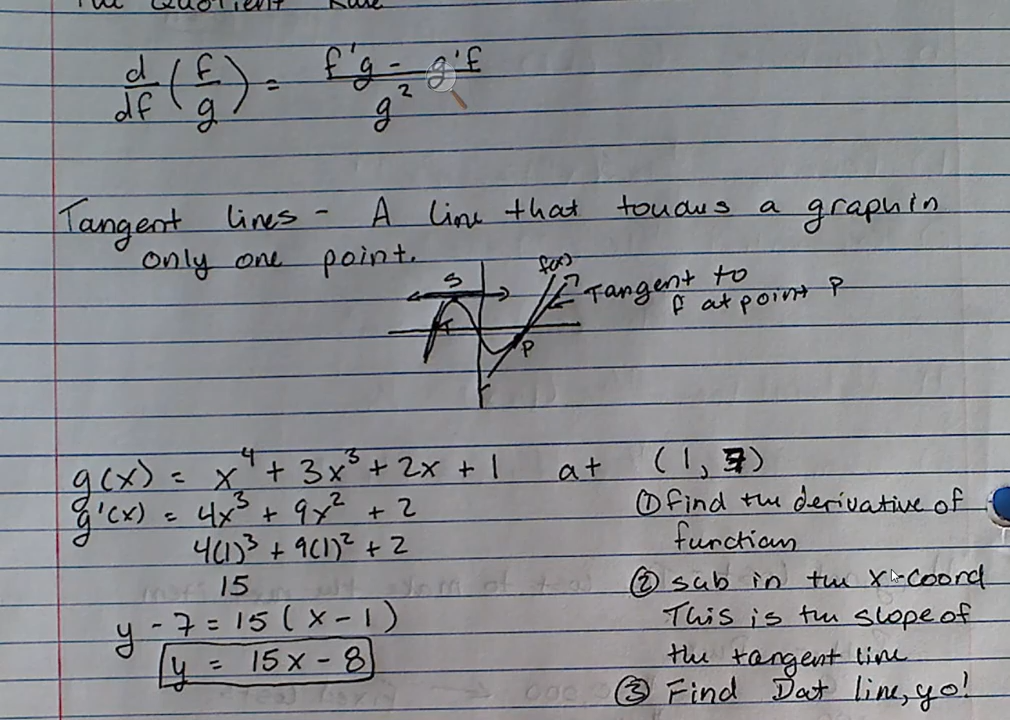 The Quotient Rule
d/df (f/g) = f'g - g'f / g²
Tangent lines - A line that touches a graph in
only one point.
S
f(x)
Tangent to
f at point P
P
g(x) = x⁴ + 3x³ + 2x + 1 at (1, 7)
g'(x) = 4x³ + 9x² + 2
4(1)³ + 9(1)² + 2
15
y - 7 = 15(x - 1)
y = 15x - 8
① Find the derivative of
function
② sub in the x-coord
This is the slope of
the tangent line
③ Find Dat line, yo!